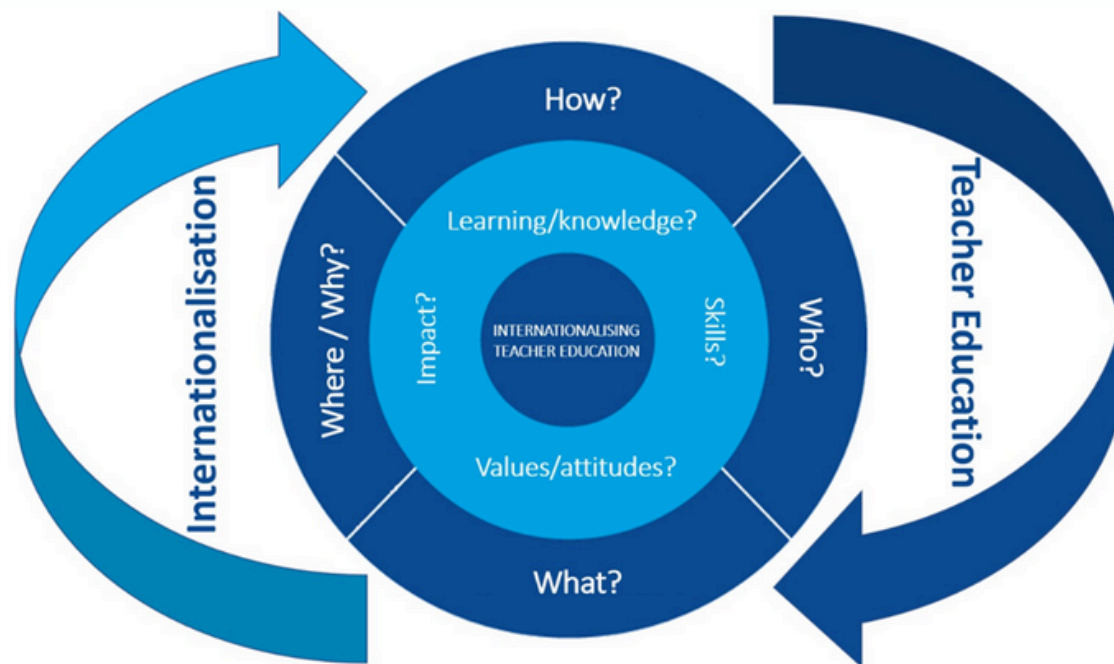 How?
Learning/knowledge?
Internationalisation
Where / Why?
Impact?
INTERNATIONALISING
TEACHER EDUCATION
Skills?
Who?
Teacher Education
Values/attitudes?
What?